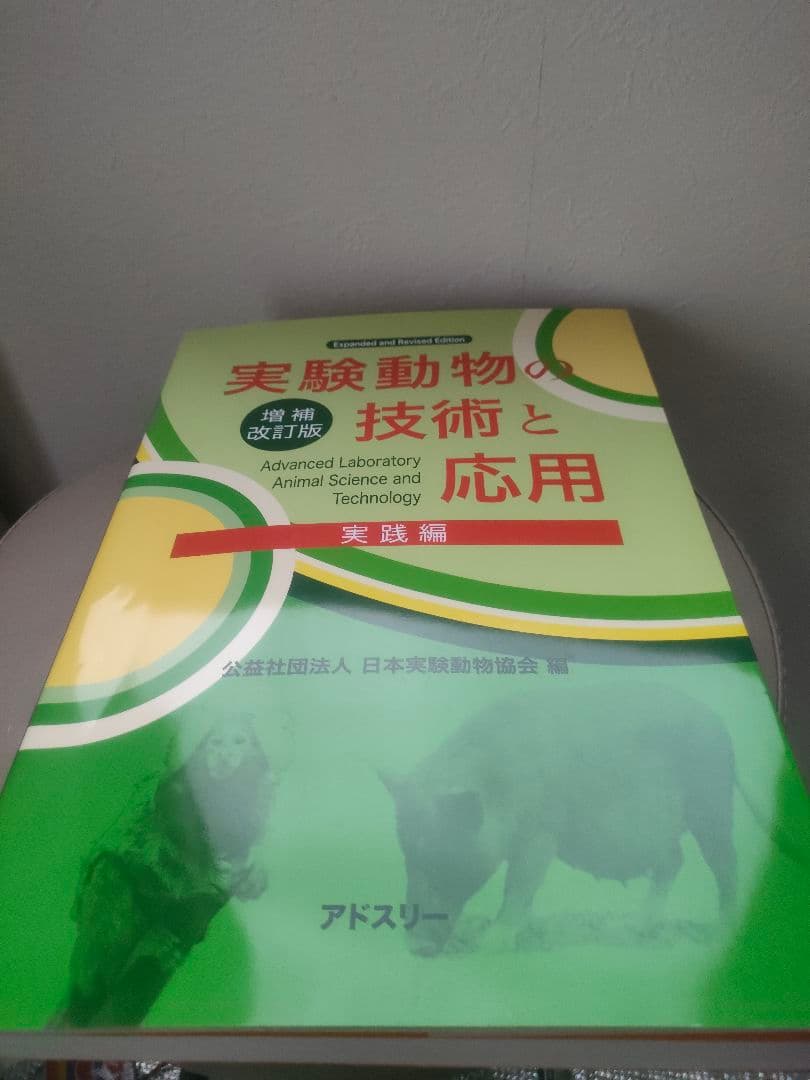 Expanded and Revised Edition
実験動物の
増補
改訂版
技術と
Advanced Laboratory
Animal Science and
Technology
応用
実践編
公益社団法人 日本実験動物協会 編
アドスリー